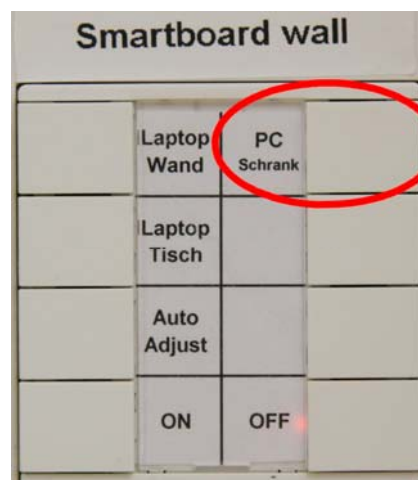 Smartboard wall
Laptop PC
Wand Schrank
Laptop
Tisch
Auto
Adjust
ON OFF